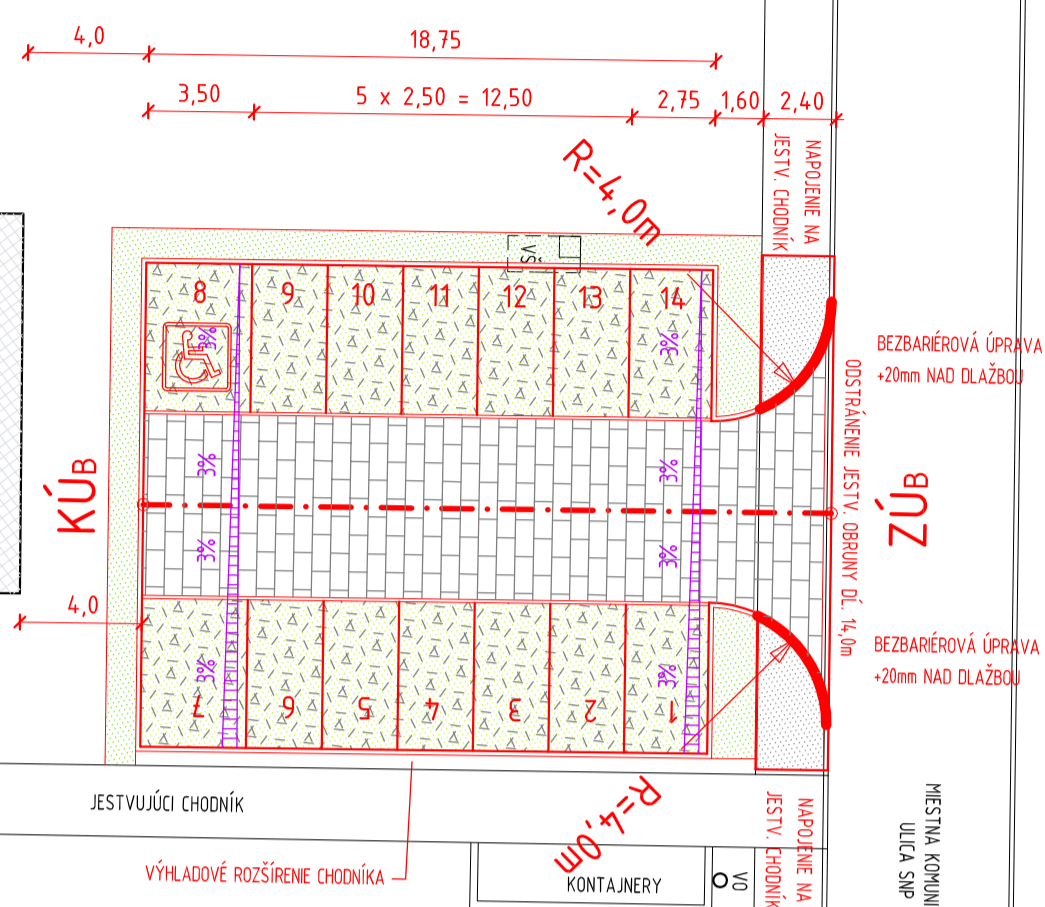 4,0
18,75
3,50
5 x 2,50 = 12,50
2,75
1,60
2,40
NAPOJENIE NA
JESTV. CHODNÍK
R=4,0m
VŠ
8
9
10
11
12
13
14
3%
3%
BEZBARIÉROVÁ ÚPRAVA
+20mm NAD DLAŽBOU
ODSTRÁNENIE JESTV. OBRUNY DĹ. 14,0m
KÚB
3%
3%
3%
3%
ZÚB
4,0
BEZBARIÉROVÁ ÚPRAVA
+20mm NAD DLAŽBOU
3%
3%
7
6
5
4
3
2
1
R=4,0m
JESTVUJÚCI CHODNÍK
NAPOJENIE NA
JESTV. CHODNÍK
MIESTNA KOMUNI
ULICA SNP
VÝHLADOVÉ ROZŠÍRENIE CHODNÍKA
KONTAJNERY
VO